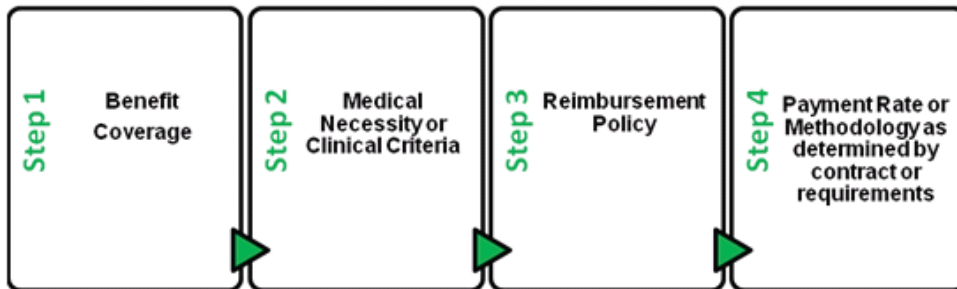 Step 1
Benefit
Coverage
Step 2
Medical
Necessity or
Clinical Criteria
Step 3
Reimbursement
Policy
Step 4
Payment Rate or
Methodology as
determined by
contract or
requirements